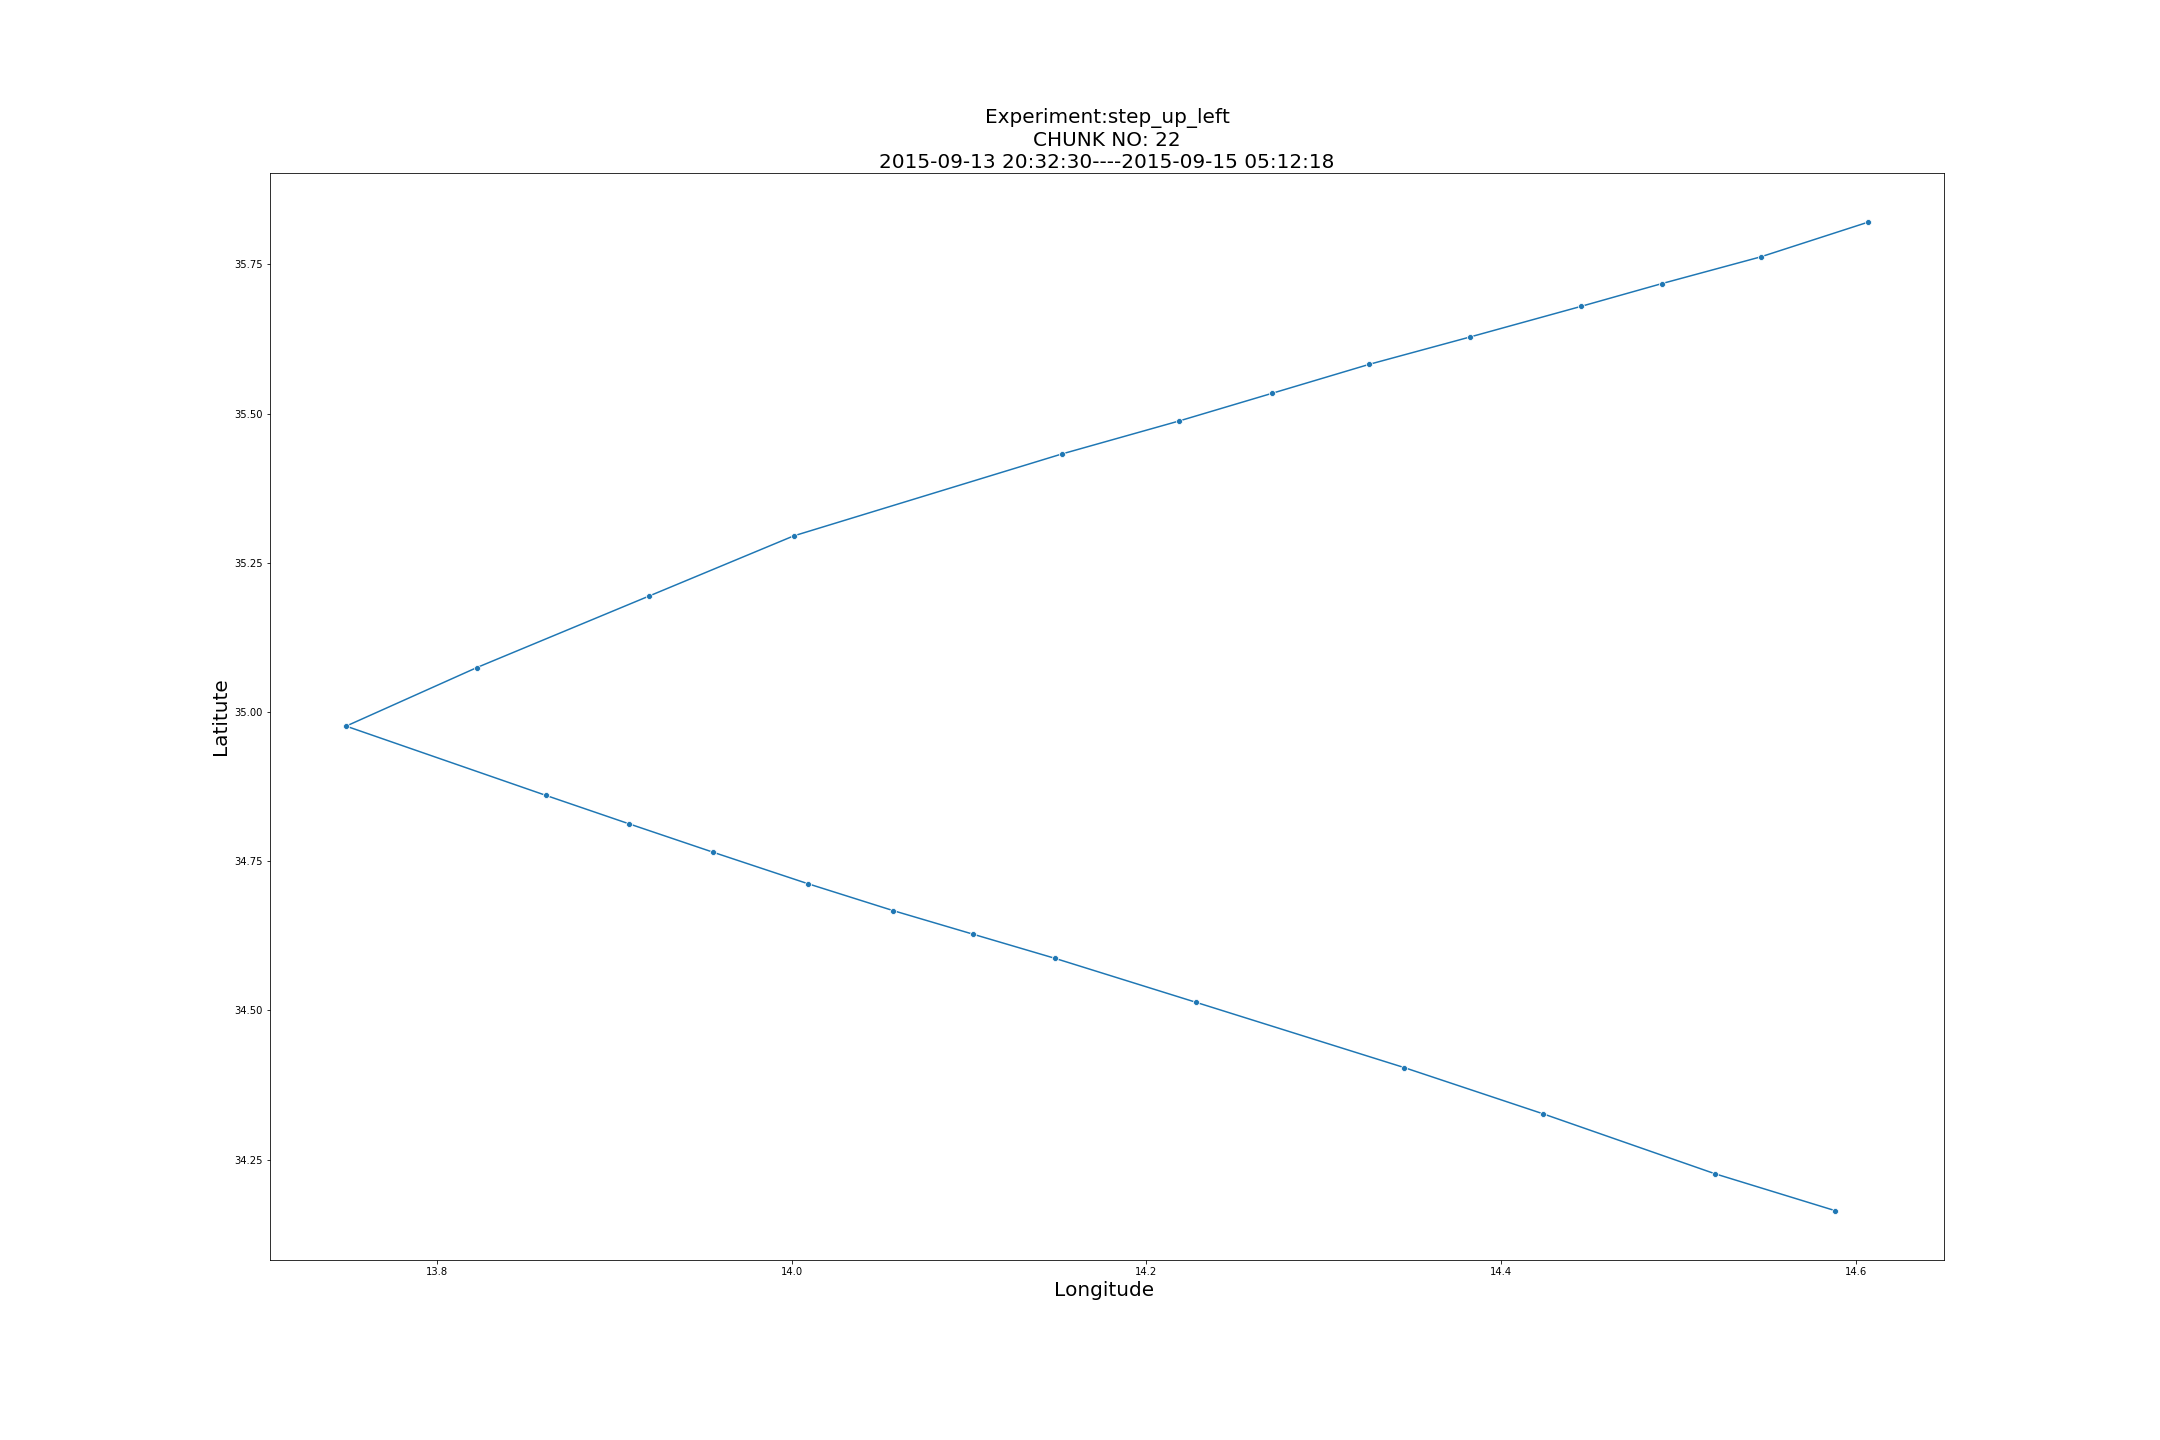 Experiment:step_up_left
CHUNK NO: 22
2015-09-13 20:32:30----2015-09-15 05:12:18
Latitute
35.75
35.50
35.25
35.00
34.75
34.50
34.25
13.8
14.0
14.2
14.4
14.6
Longitude